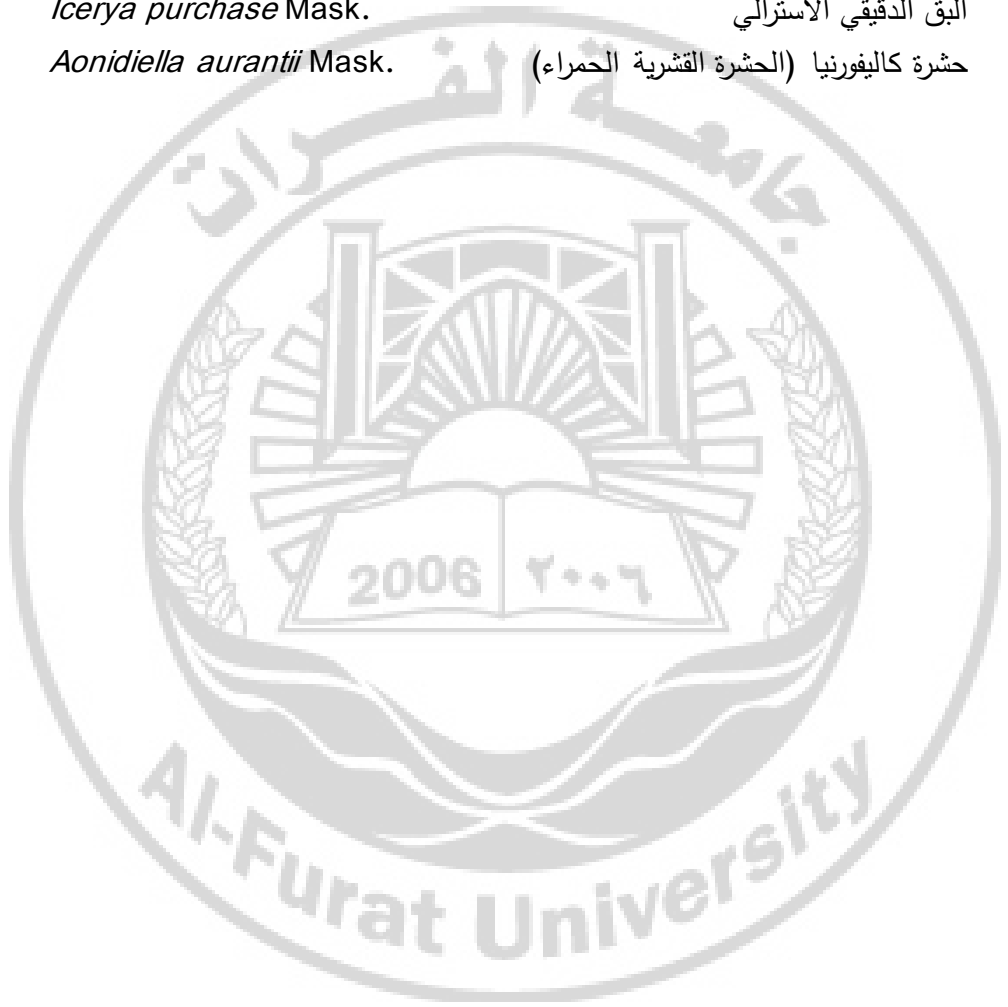 البق الدقيقي الاسترالي Icerya purchase Mask.
حشرة كاليفورنيا (الحشرة القشرية الحمراء) Aonidiella aurantii Mask.
جامعة الفرات
2006 ٢٠٠٦
Al-Furat University